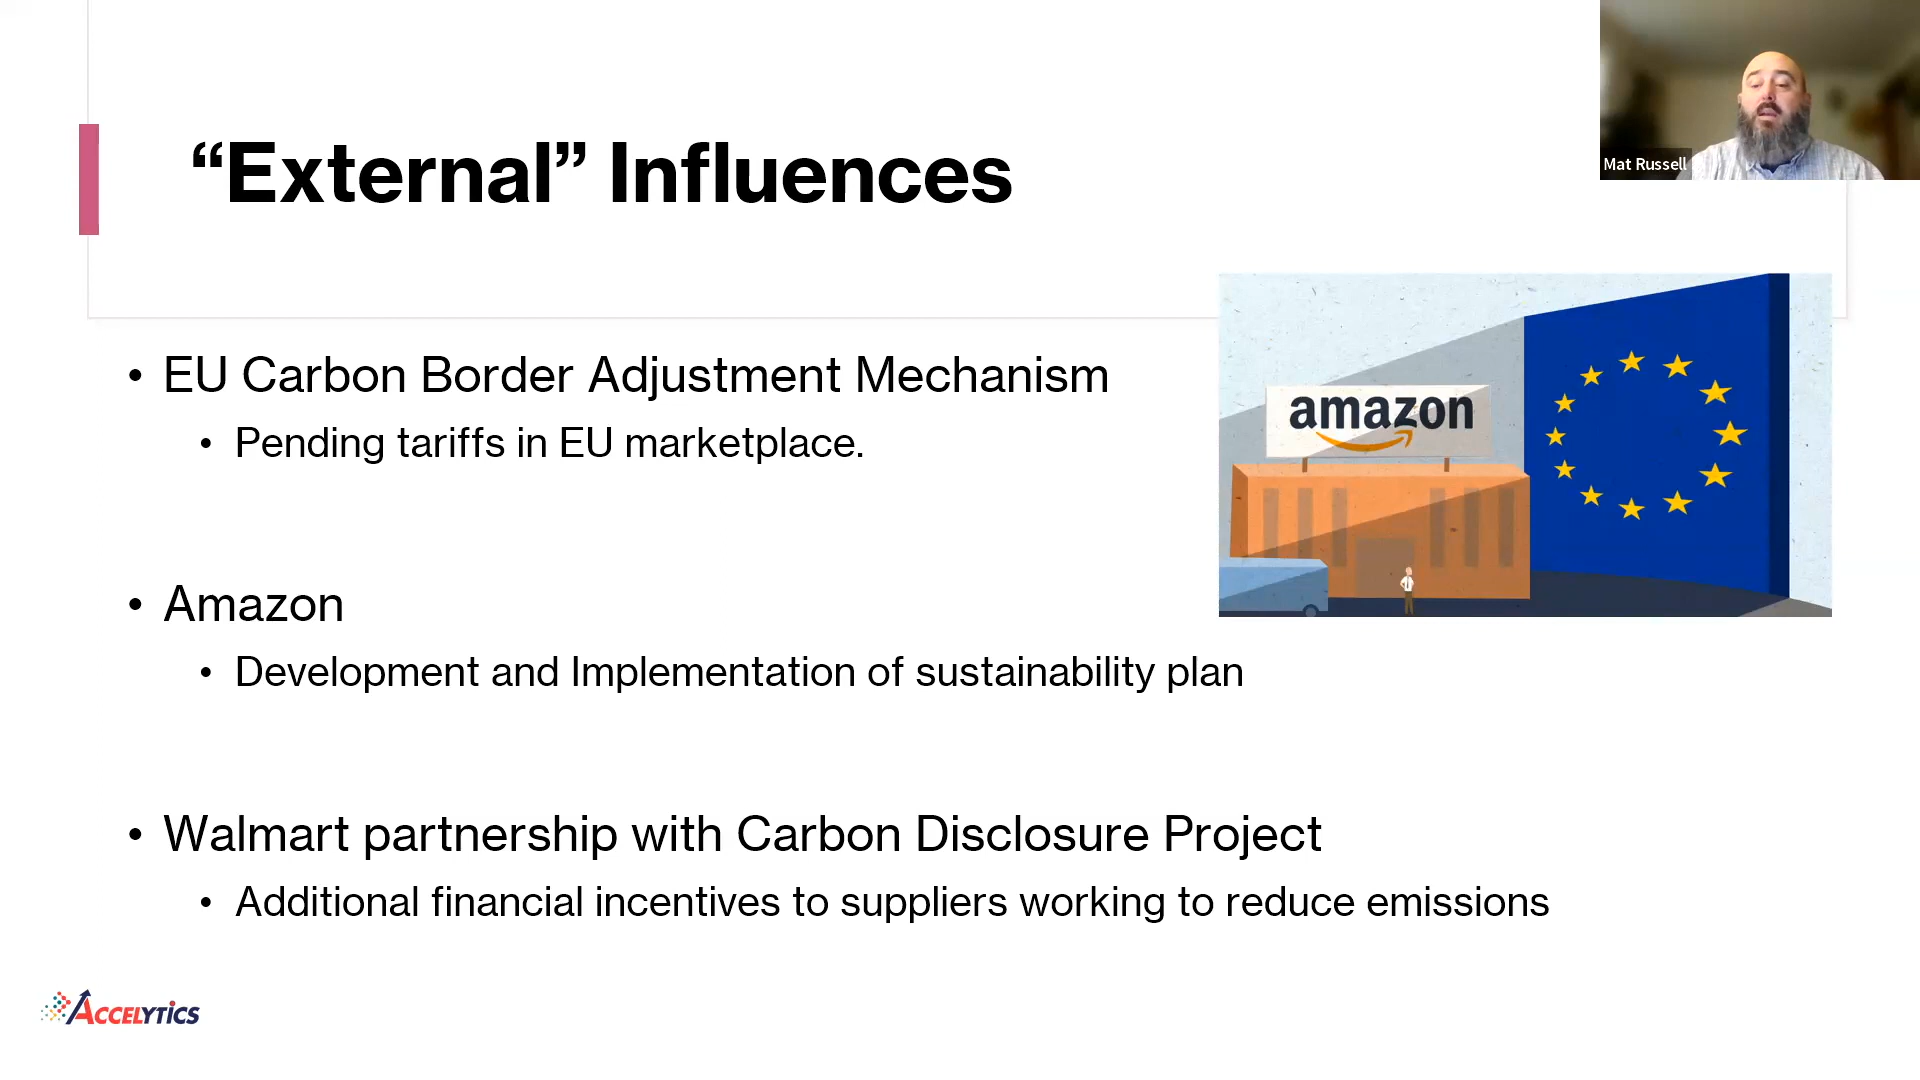 Mat Russell
“External” Influences
• EU Carbon Border Adjustment Mechanism
• Pending tariffs in EU marketplace.
amazon
• Amazon
• Development and Implementation of sustainability plan
• Walmart partnership with Carbon Disclosure Project
• Additional financial incentives to suppliers working to reduce emissions
ACCELYTICS